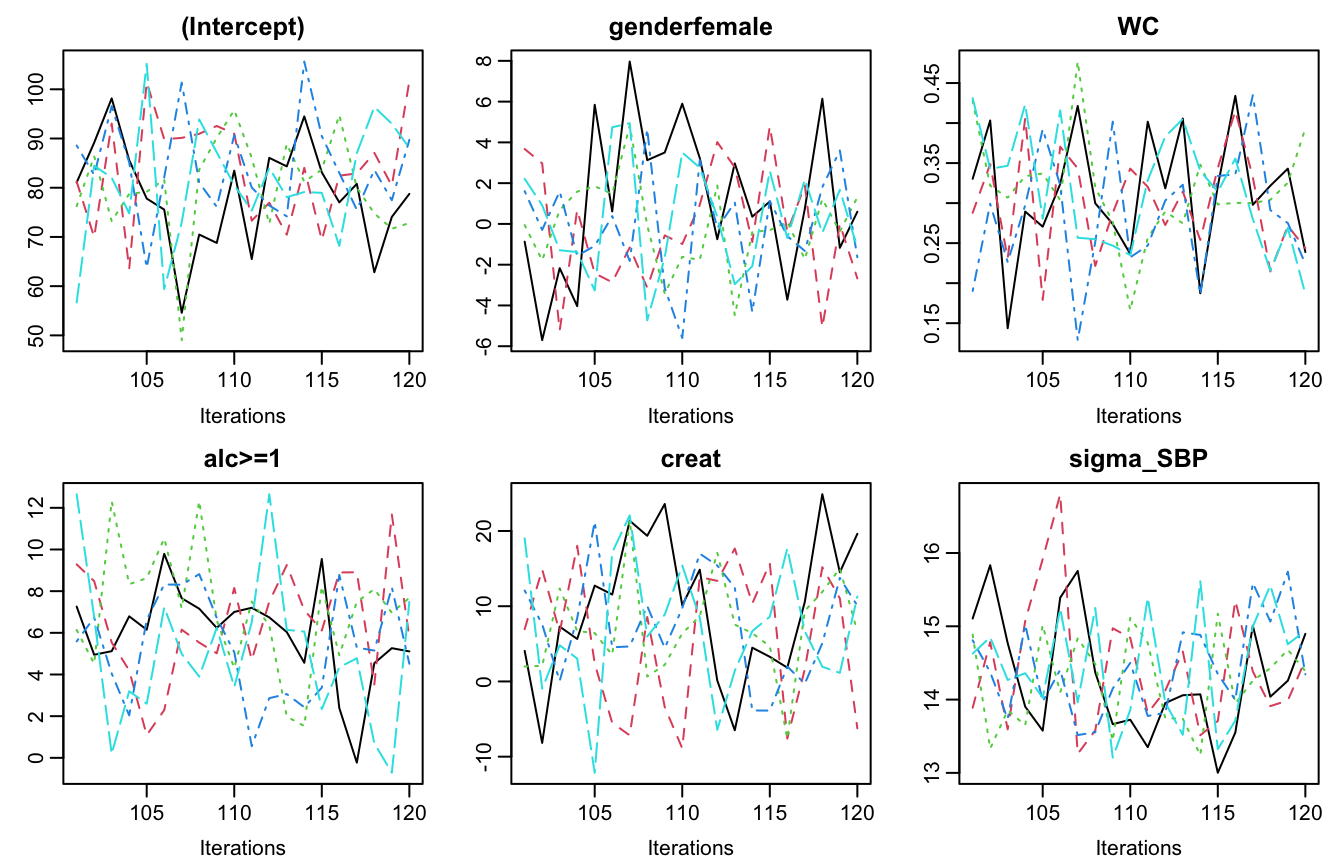 (Intercept)
genderfemale
WC
50 60 70 80 90 100
-6 -4 -2 0 2 4 6 8
0.15 0.25 0.35 0.45
105 110 115 120
105 110 115 120
105 110 115 120
Iterations
Iterations
Iterations
alc>=1
creat
sigma_SBP
0 2 4 6 8 10 12
-10 0 10 20
13 14 15 16
105 110 115 120
105 110 115 120
105 110 115 120
Iterations
Iterations
Iterations